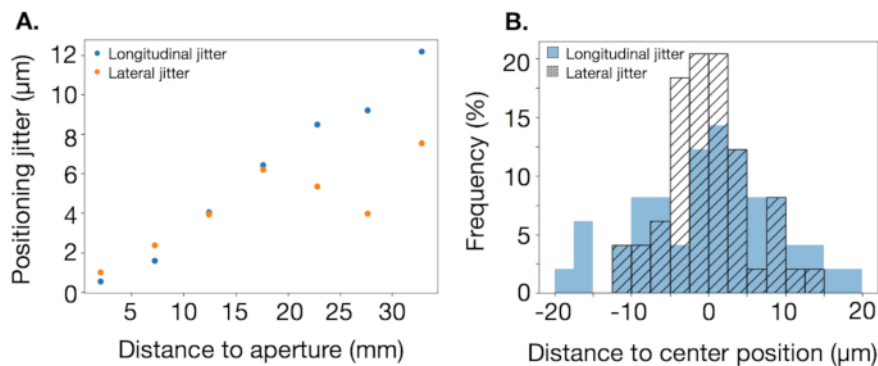 A.
12
10
8
6
4
2
0
Positioning jitter (µm)
Longitudinal jitter
Lateral jitter
5 10 15 20 25 30
Distance to aperture (mm)
B.
20
15
10
5
0
Frequency (%)
Longitudinal jitter
Lateral jitter
-20 -10 0 10 20
Distance to center position (µm)